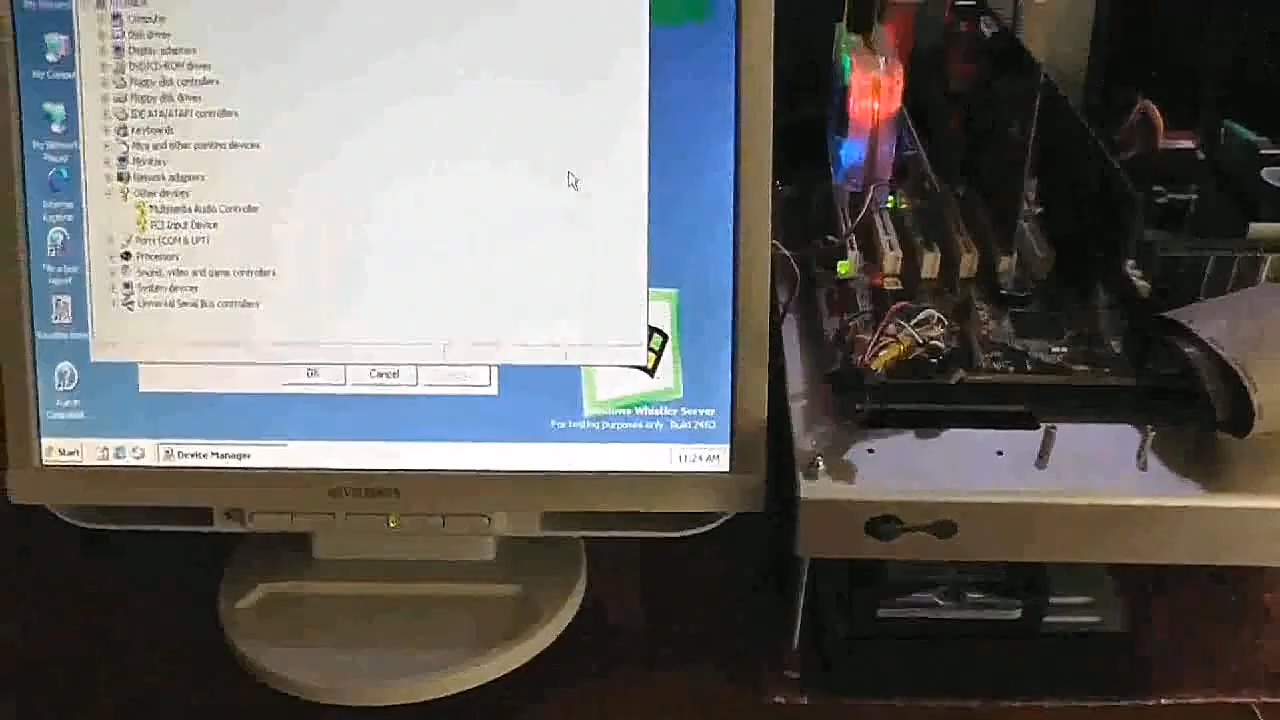 My Computer
Computer
Disk drives
Display adapters
DVD/CD-ROM drives
Floppy disk controllers
Floppy disk drives
IDE ATA/ATAPI controllers
Keyboards
Mice and other pointing devices
Monitors
Network adapters
Other devices
Multimedia Audio Controller
PCI Input Device
Ports (COM & LPT)
Processors
Sound, video and game controllers
System devices
Universal Serial Bus controllers
My Network
Internet
Explorer
OK
Cancel
Whistler Server
For testing purposes only. Build 2462
Start
Device Manager
11:24 AM